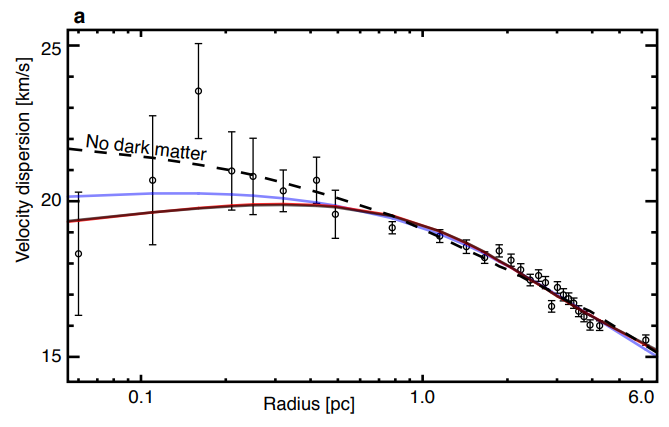 a
25
No dark matter
20
Velocity dispersion [km/s]
15
0.1
1.0
6.0
Radius [pc]